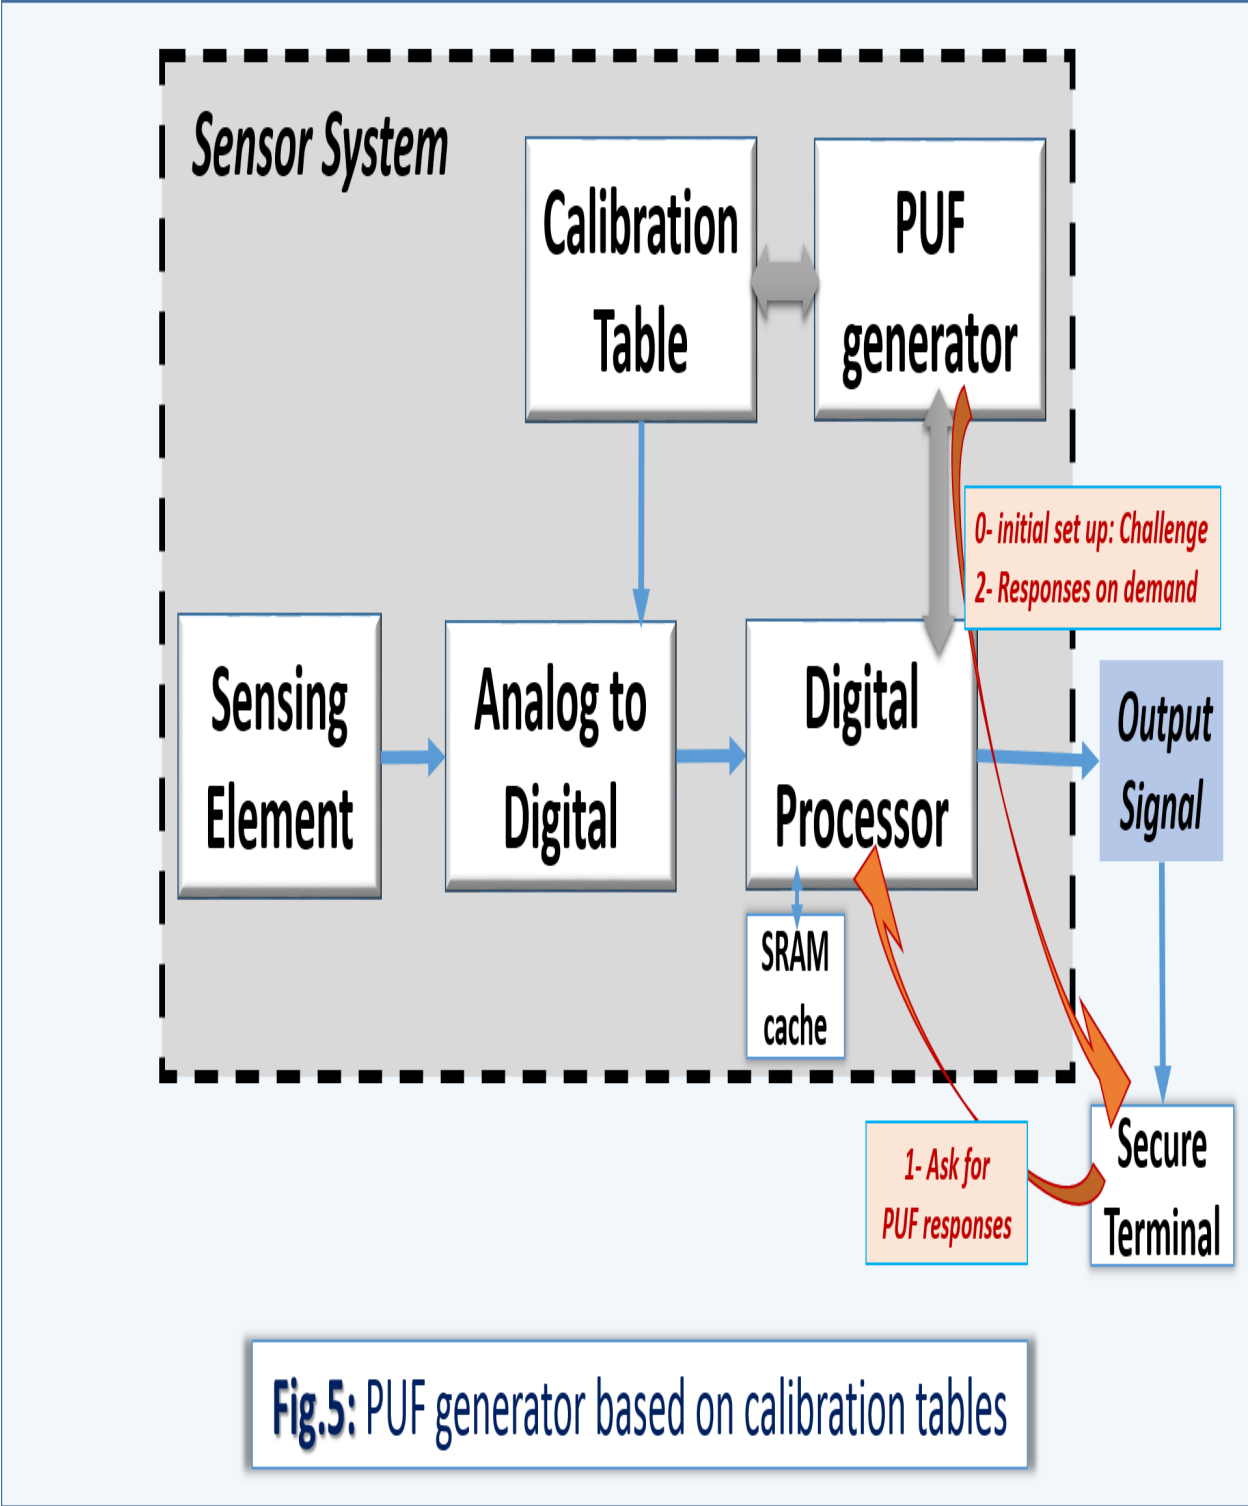 Sensor System
Calibration
Table
PUF
generator
0- initial set up: Challenge
2- Responses on demand
Sensing
Element
Analog to
Digital
Digital
Processor
Output
Signal
SRAM
cache
1- Ask for
PUF responses
Secure
Terminal
Fig.5: PUF generator based on calibration tables